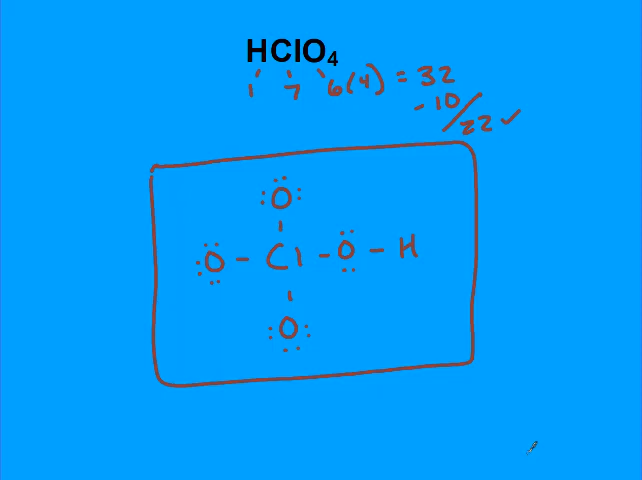 HClO₄
1 7 6(4) = 32
- 10
22 ✓
:Ö:
:Ö - Cl - Ö - H
:O: